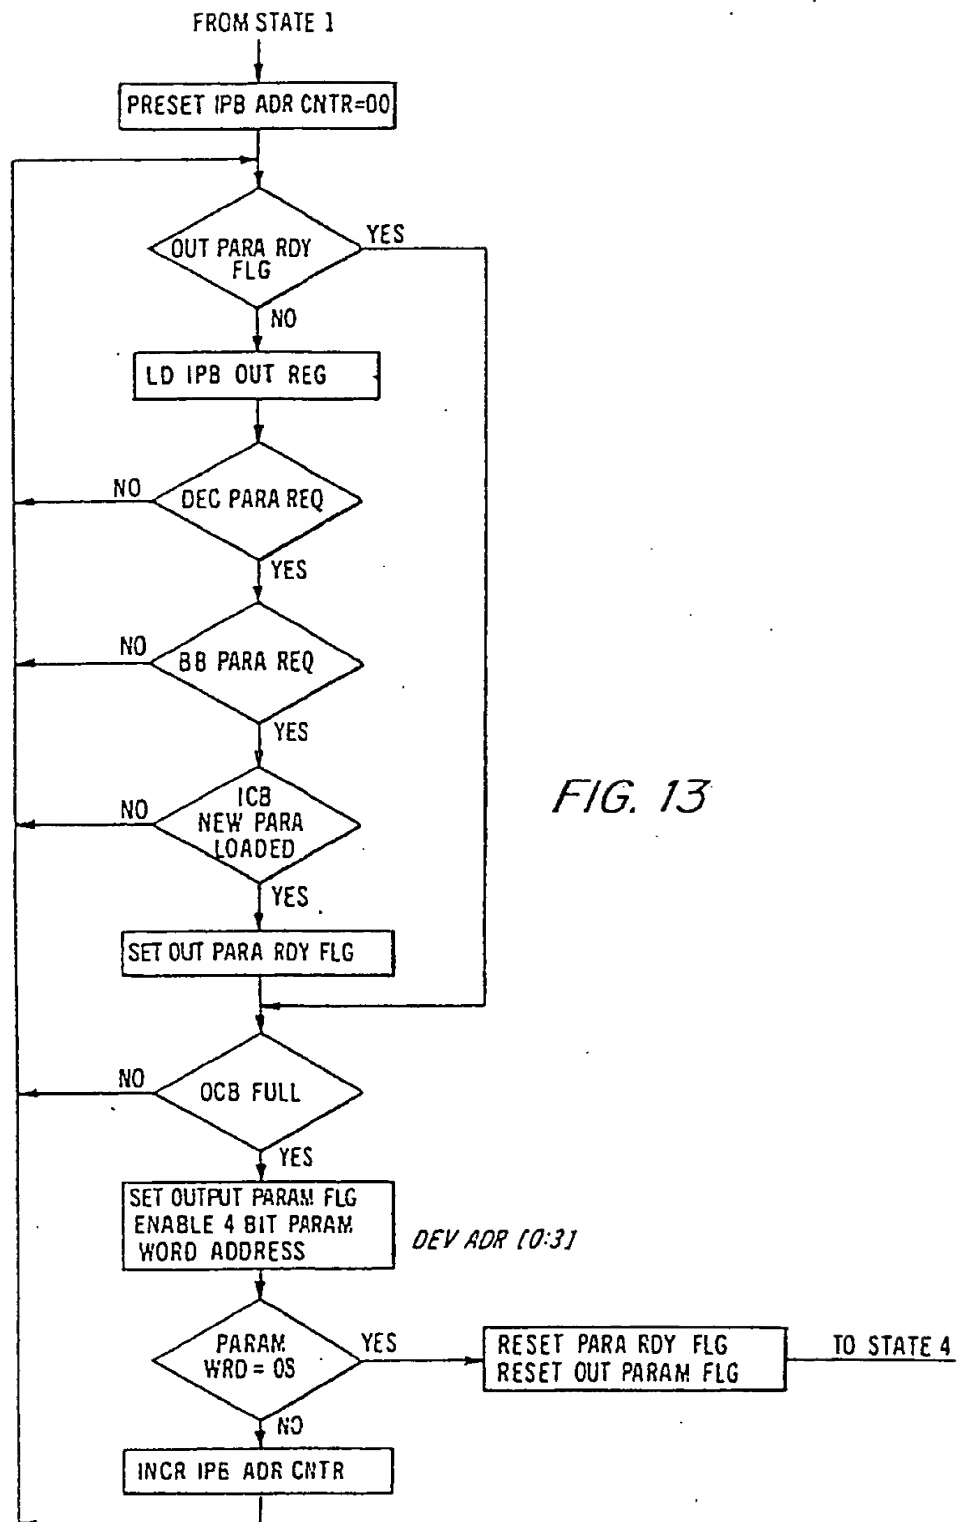 FROM STATE 1
PRESET IPB ADR CNTR=00
OUT PARA RDY
FLG
YES
NO
LD IPB OUT REG
DEC PARA REQ
NO
YES
BB PARA REQ
NO
YES
ICB
NEW PARA
LOADED
NO
YES
FIG. 13
SET OUT PARA RDY FLG
OCB FULL
NO
YES
SET OUTPUT PARAM FLG
ENABLE 4 BIT PARAM
WORD ADDRESS
DEV ADR [0:3]
PARAM
WRD = 0S
YES
NO
RESET PARA RDY FLG
RESET OUT PARAM FLG
TO STATE 4
INCR IPB ADR CNTR